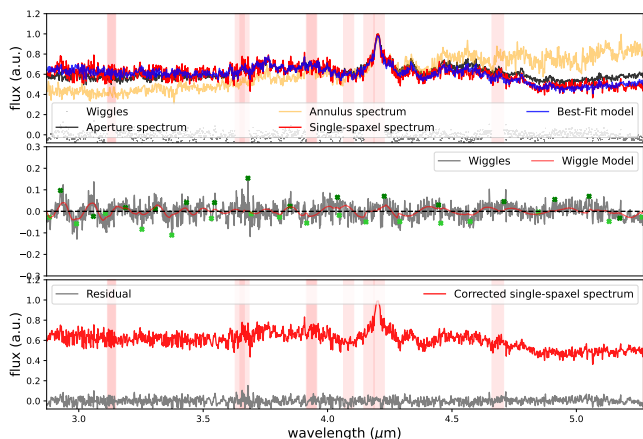 1.2
1.0
0.8
0.6
0.4
0.2
0.0
flux (a.u.)
Wiggles
Aperture spectrum
Annulus spectrum
Single-spaxel spectrum
Best-Fit model
0.3
0.2
0.1
0.0
−0.1
−0.2
−0.3
Wiggles
Wiggle Model
1.2
1.0
0.8
0.6
0.4
0.2
0.0
flux (a.u.)
Residual
Corrected single-spaxel spectrum
3.0 3.5 4.0 4.5 5.0
wavelength (μm)